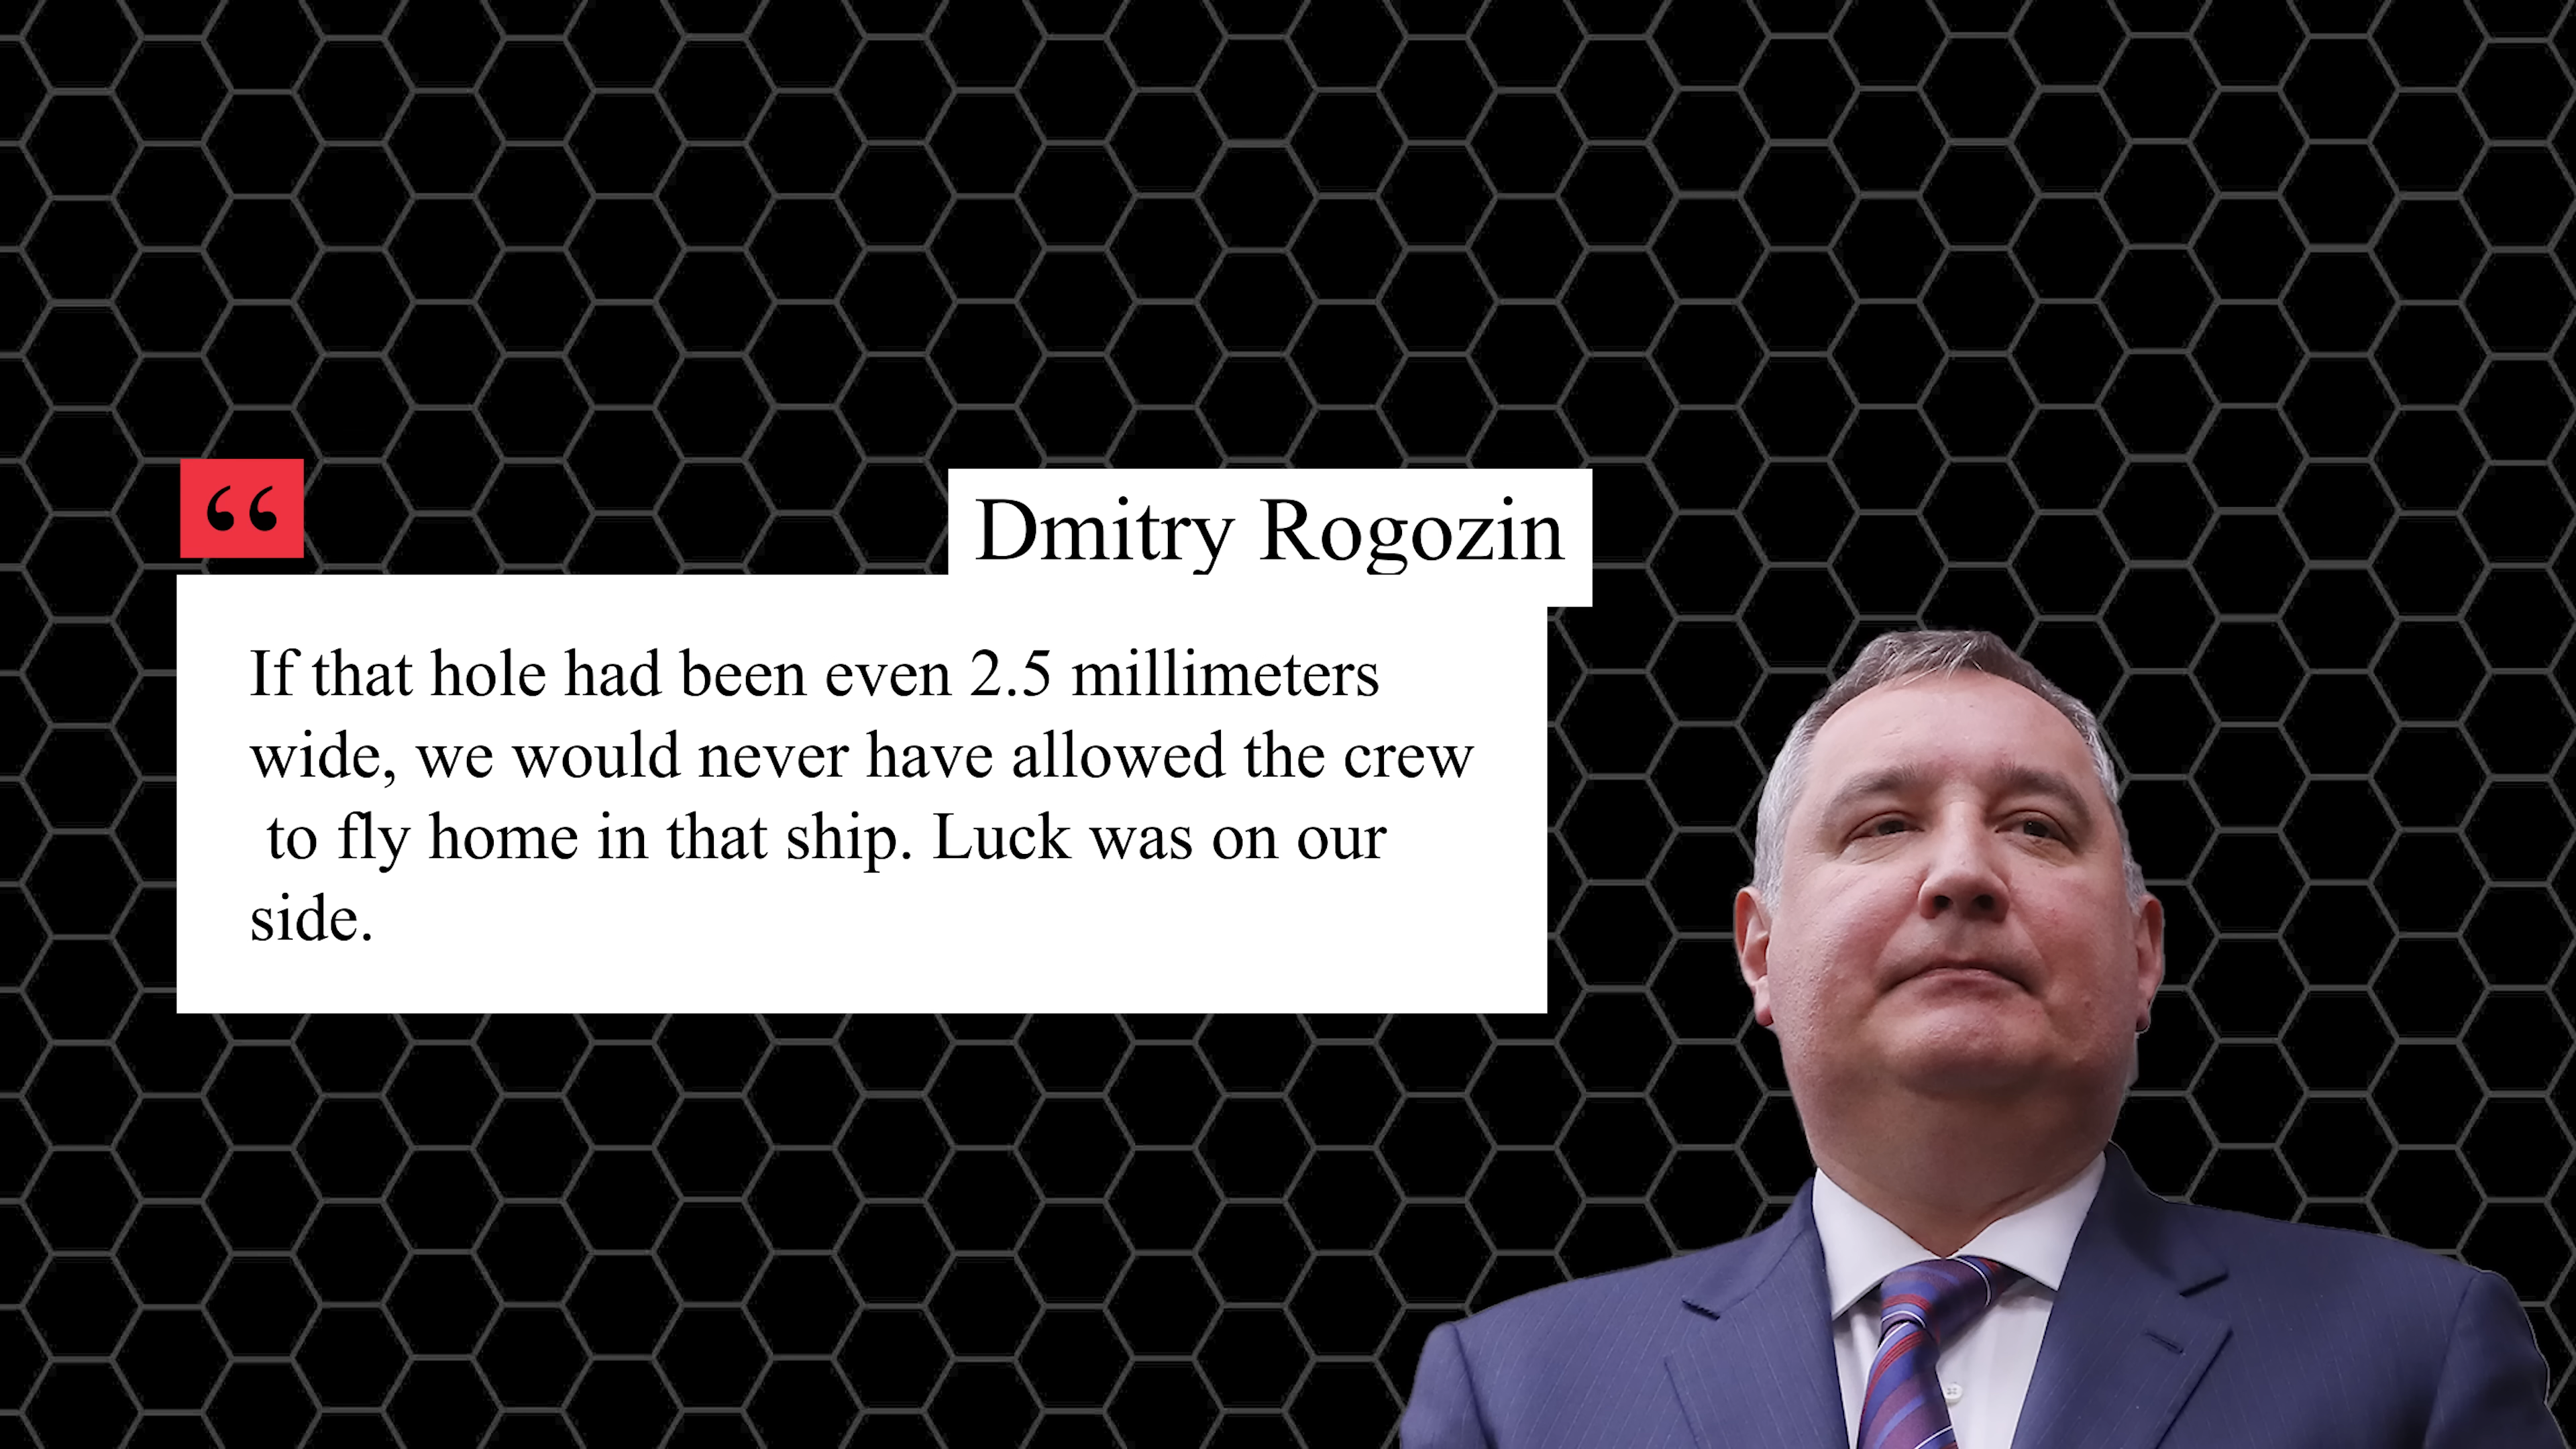 “
Dmitry Rogozin
If that hole had been even 2.5 millimeters
wide, we would never have allowed the crew
to fly home in that ship. Luck was on our
side.